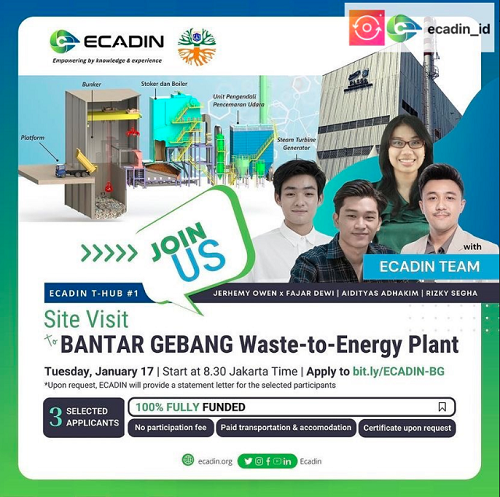 ECADIN
Empowering by knowledge & experience
ecadin_id
Bunker
Stoker dan Boiler
Unit Pengendali
Pencemaran Udara
Platform
Steam Turbine
Generator
JOIN
US
with
ECADIN TEAM
ECADIN T-HUB #1
JERHEMY OWEN x FAJAR DEWI | AIDITYAS ADHAKIM | RIZKY SEGHA
Site Visit
to BANTAR GEBANG Waste-to-Energy Plant
Tuesday, January 17 | Start at 8.30 Jakarta Time | Apply to bit.ly/ECADIN-BG
*Upon request, ECADIN will provide a statement letter for the selected participants
3 SELECTED
APPLICANTS
100% FULLY FUNDED
No participation fee
Paid transportation & accomodation
Certificate upon request
ecadin.org
Ecadin